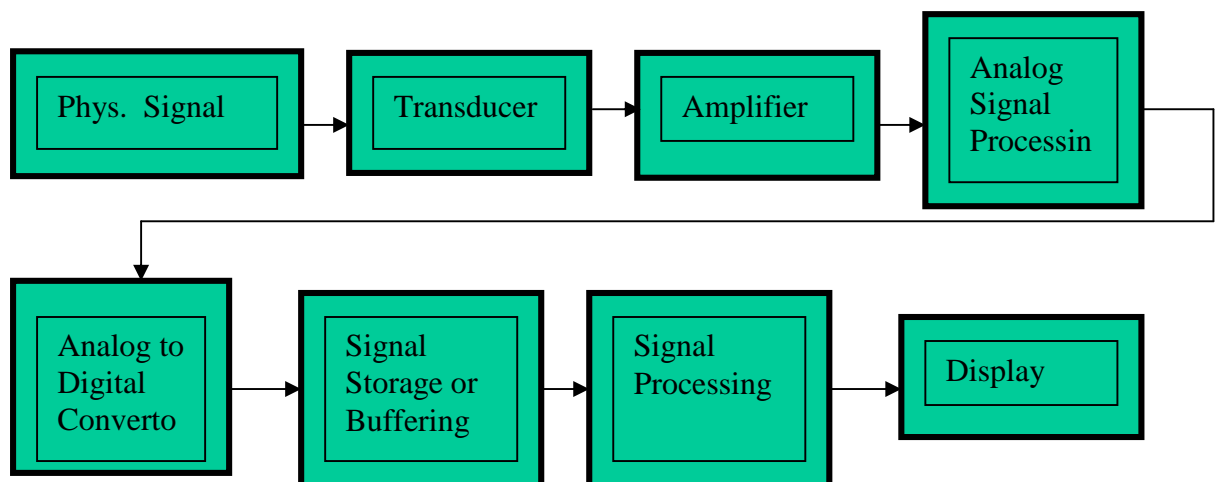 Phys. Signal
Transducer
Amplifier
Analog
Signal
Processin
Analog to
Digital
Converto
Signal
Storage or
Buffering
Signal
Processing
Display